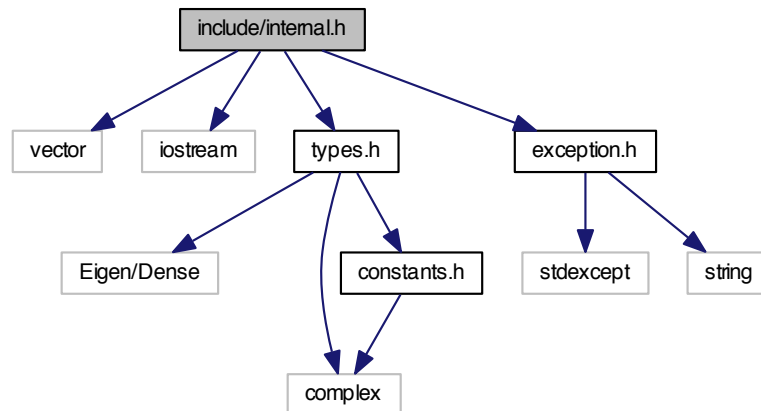 include/internal.h
vector
iostream
types.h
exception.h
Eigen/Dense
constants.h
stdexcept
string
complex